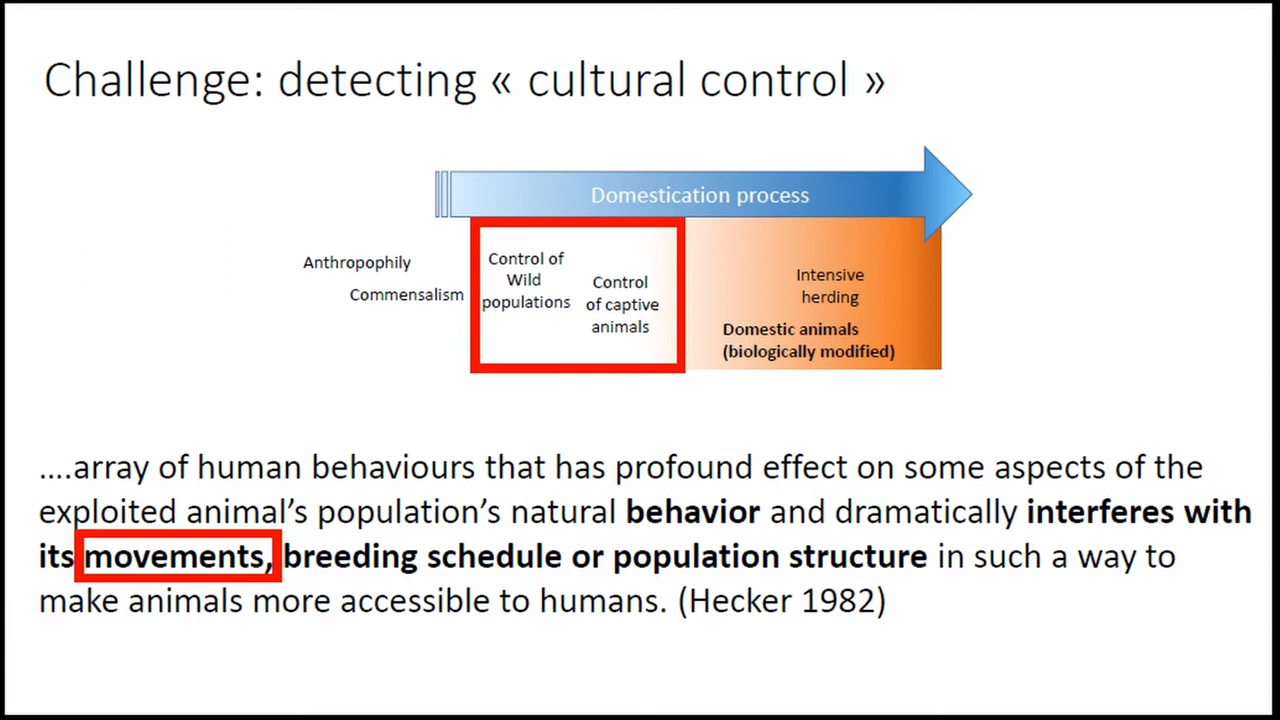 Challenge: detecting « cultural control »
Domestication process
Anthropophily
Commensalism
Control of
Wild
populations
Control
of captive
animals
Intensive
herding
Domestic animals
(biologically modified)
....array of human behaviours that has profound effect on some aspects of the
exploited animal’s population’s natural behavior and dramatically interferes with
its movements, breeding schedule or population structure in such a way to
make animals more accessible to humans. (Hecker 1982)